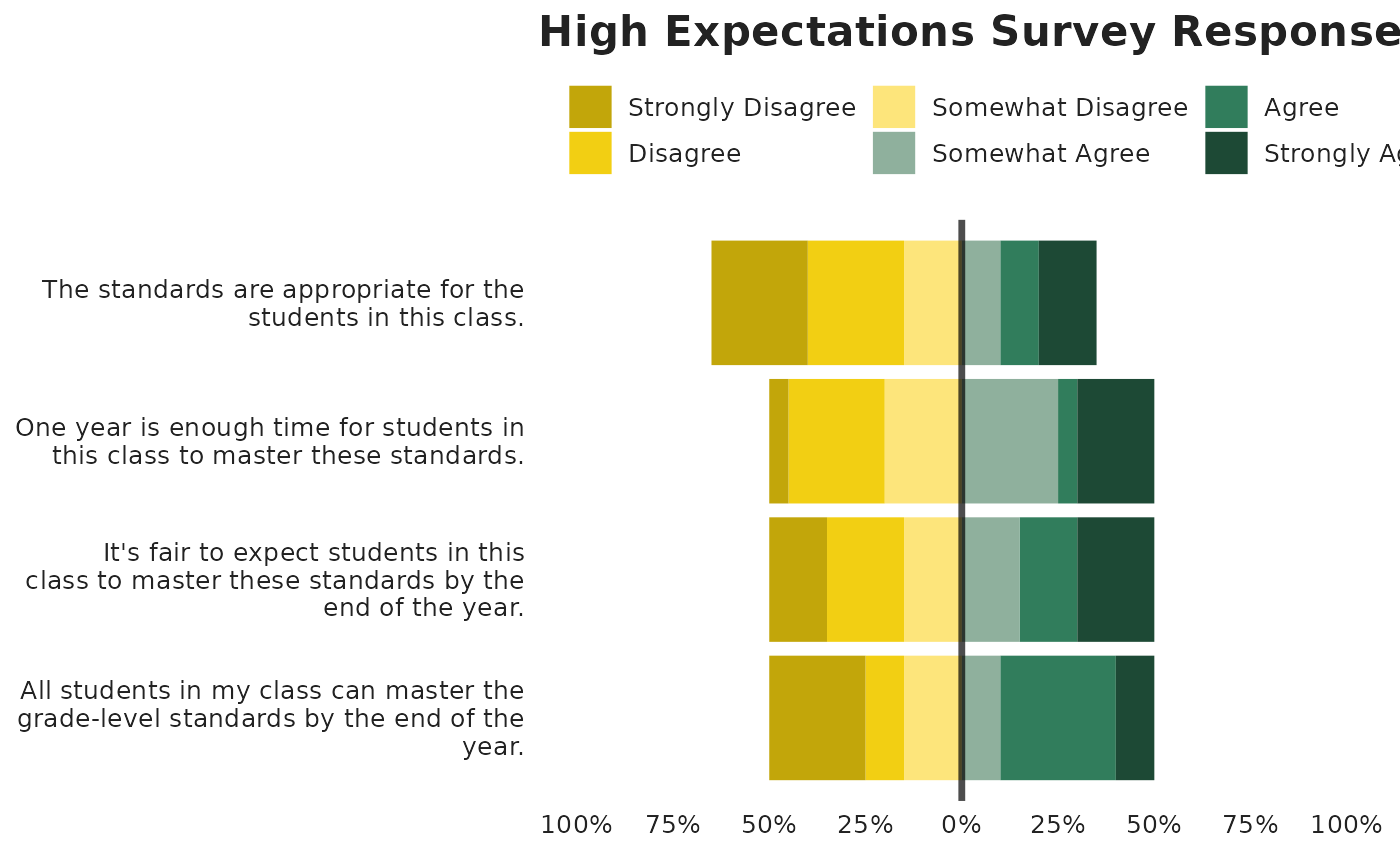 High Expectations Survey Response
Strongly Disagree
Somewhat Disagree
Agree
Disagree
Somewhat Agree
Strongly
The standards are appropriate for the
students in this class.
One year is enough time for students in
this class to master these standards.
It's fair to expect students in this
class to master these standards by the
end of the year.
All students in my class can master the
grade-level standards by the end of the
year.
100% 75% 50% 25% 0% 25% 50% 75% 100%